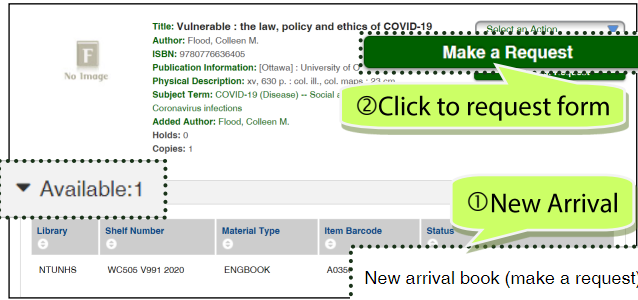 Title: Vulnerable : the law, policy and ethics of COVID-19
Author: Flood, Colleen M.
ISBN: 9780776636405
Publication Information: [Ottawa] : University of O
Physical Description: xv, 630 p. : col. ill., col. maps ; 23 cm
Subject Term: COVID-19 (Disease) -- Social a
Coronavirus infections
Added Author: Flood, Colleen M.
Holds: 0
Copies: 1
F
No Image
Select an Action
Make a Request
②Click to request form
Available:1
①New Arrival
Library Shelf Number Material Type Item Barcode Status
NTUNHS WC505 V991 2020 ENGBOOK A035
New arrival book (make a request)